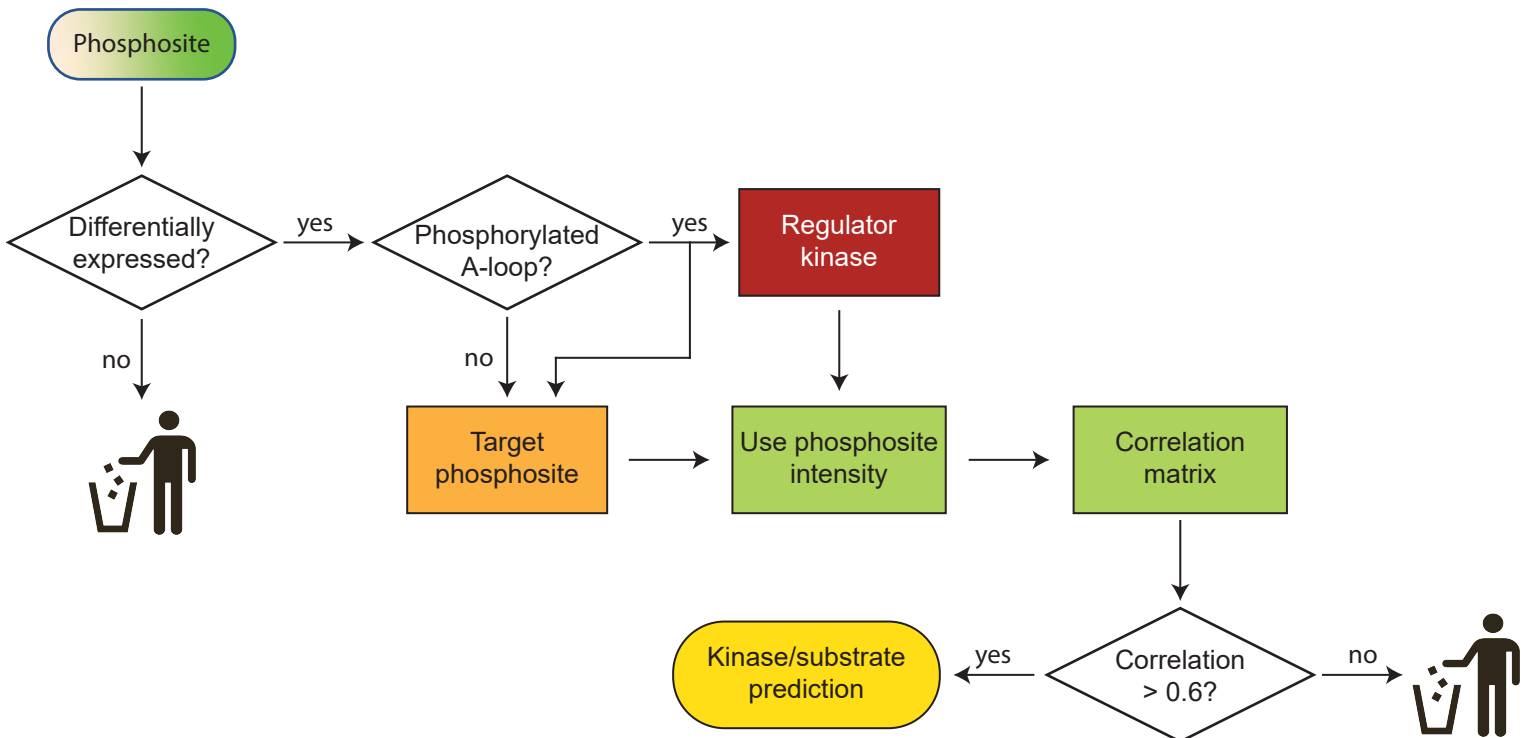 Phosphosite
Differentially
expressed?
yes
Phosphorylated
A-loop?
yes
Regulator
kinase
no
no
Target
phosphosite
Use phosphosite
intensity
Correlation
matrix
Kinase/substrate
prediction
yes
Correlation
> 0.6?
no